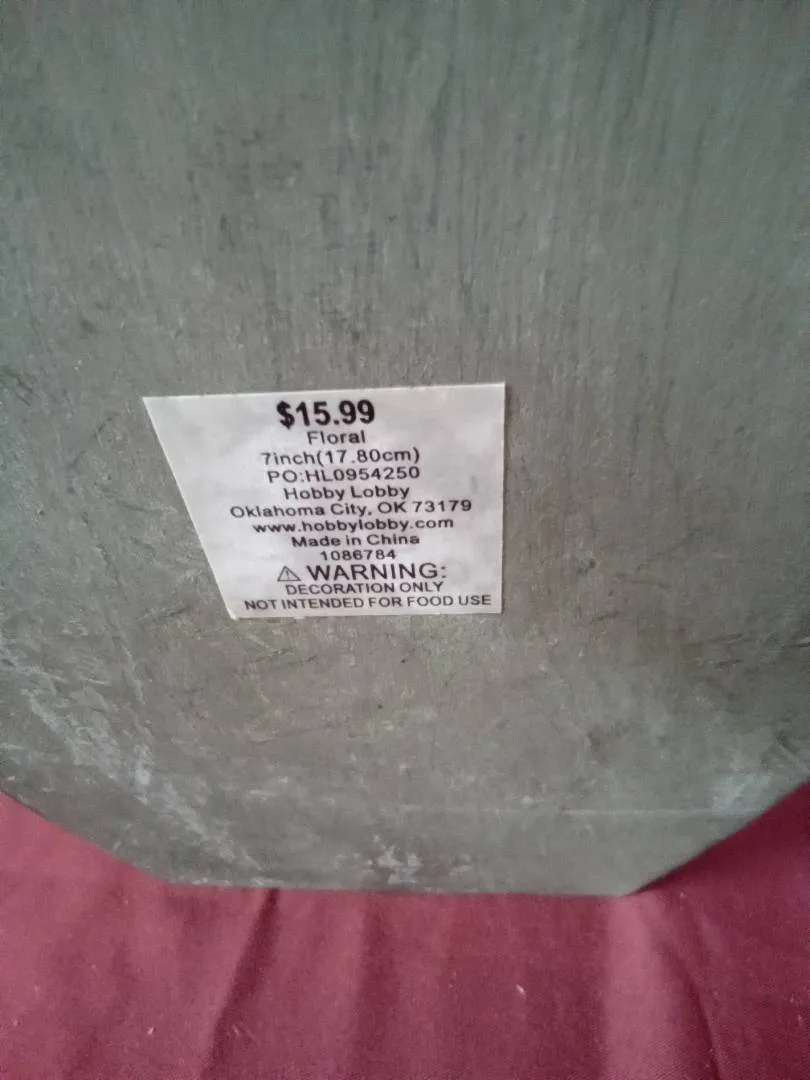 $15.99
Floral
7inch(17.80cm)
PO:HL0954250
Hobby Lobby
Oklahoma City, OK 73179
www.hobbylobby.com
Made in China
1086784
⚠ WARNING:
DECORATION ONLY
NOT INTENDED FOR FOOD USE